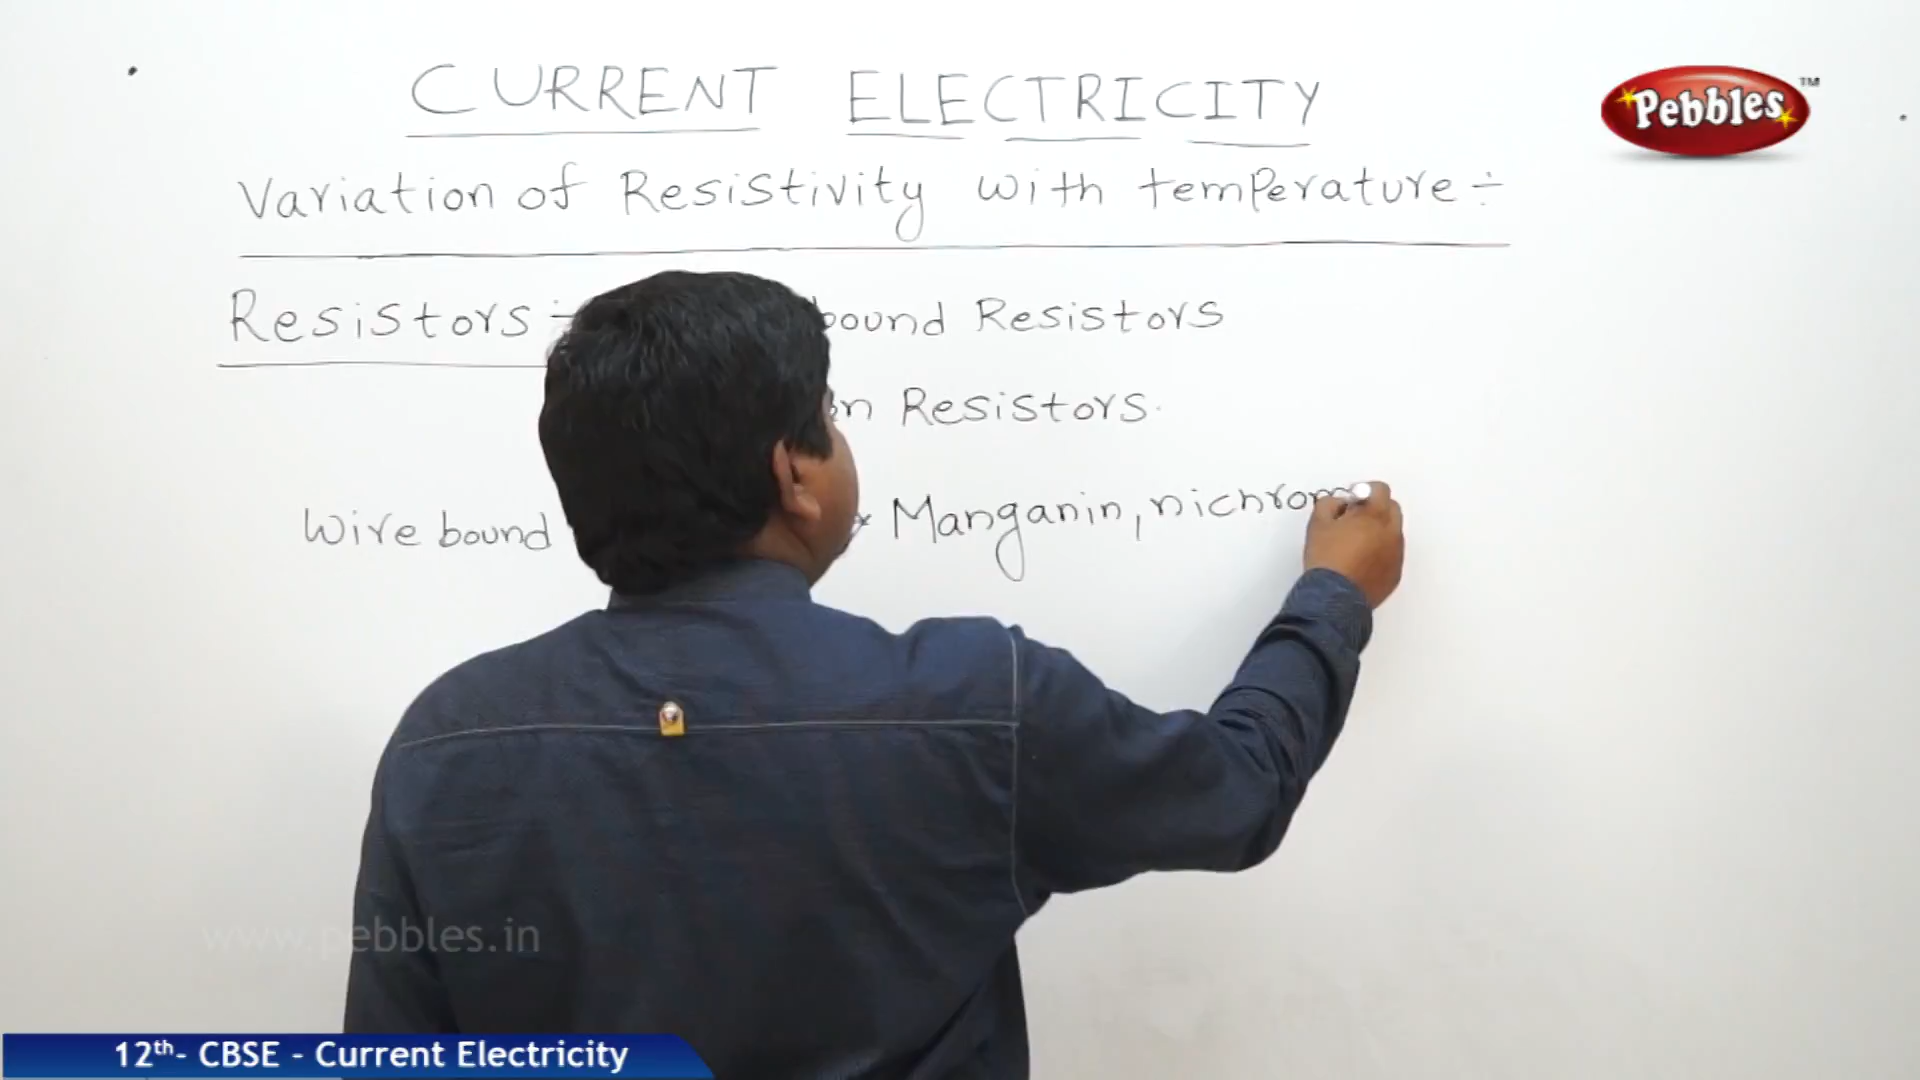 CURRENT ELECTRICITY
Pebbles™
Variation of Resistivity with temperature ÷
Resistors bound Resistors
Resistors.
Wire bound Manganin, nichrom
www.pebbles.in
12th- CBSE - Current Electricity